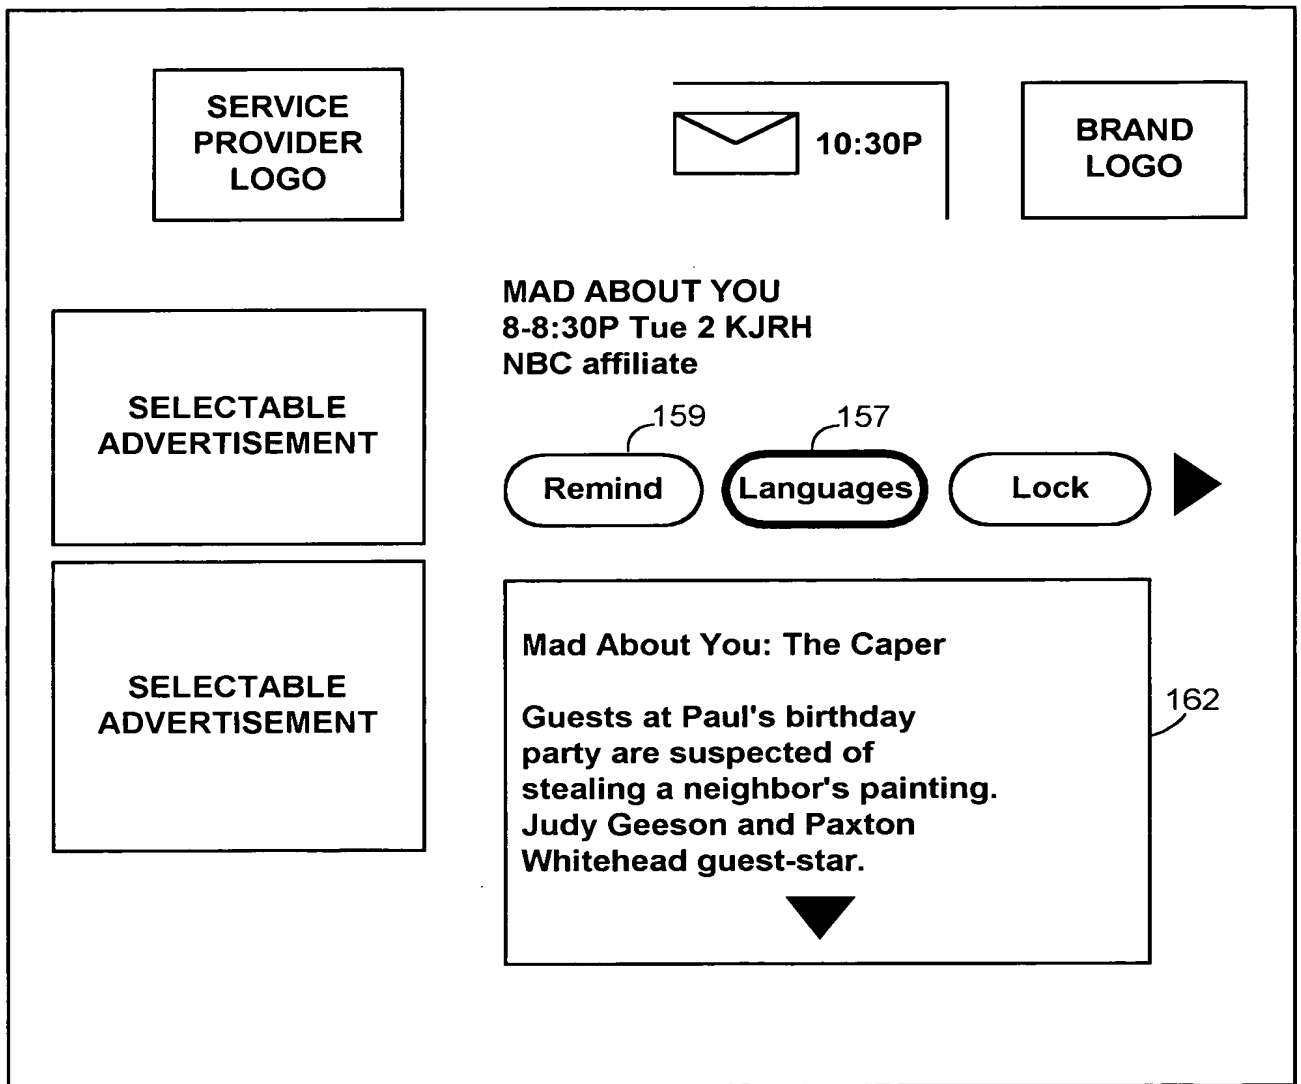 SERVICE
PROVIDER
LOGO
10:30P
BRAND
LOGO
MAD ABOUT YOU
8-8:30P Tue 2 KJRH
NBC affiliate
SELECTABLE
ADVERTISEMENT
159
157
Remind
Languages
Lock
SELECTABLE
ADVERTISEMENT
Mad About You: The Caper
Guests at Paul's birthday
party are suspected of
stealing a neighbor's painting.
Judy Geeson and Paxton
Whitehead guest-star.
162